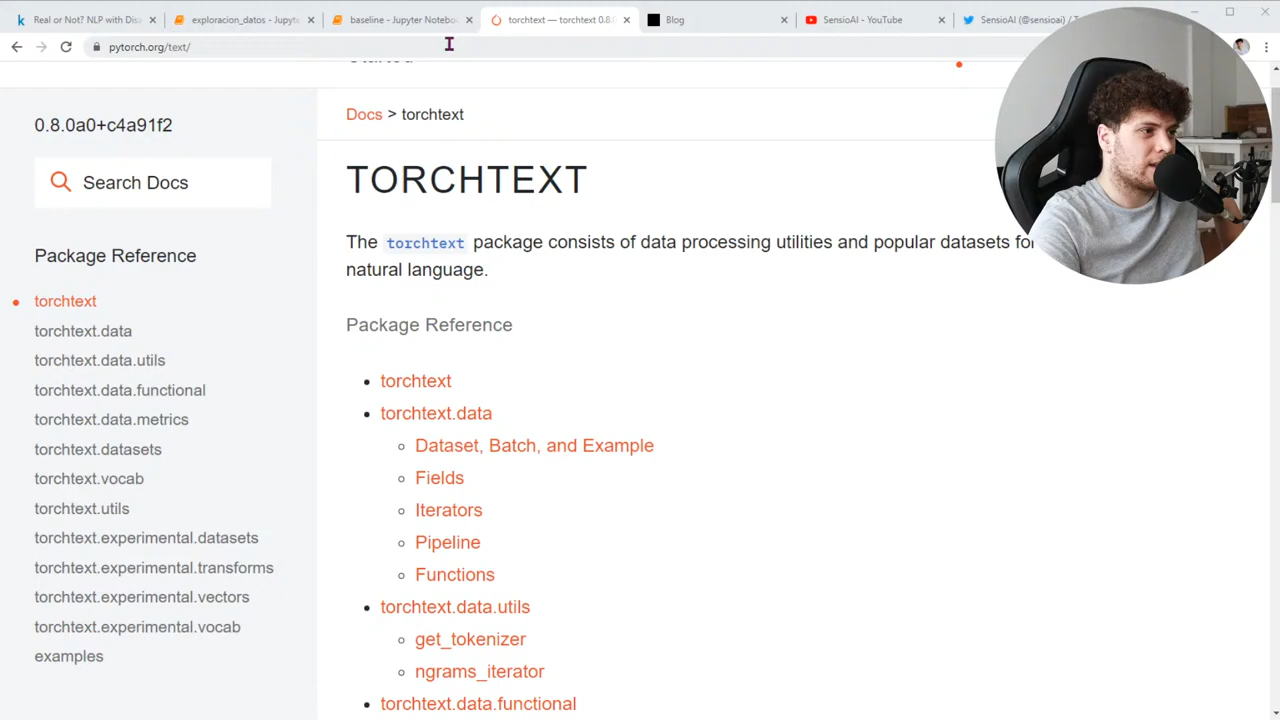 Real or Not? NLP with Disa
exploracion_datos - Jupyte
baseline - Jupyter Notebo
torchtext — torchtext 0.8.
Blog
SensioAI - YouTube
SensioAI (@sensioai) / T
pytorch.org/text/
0.8.0a0+c4a91f2
Search Docs
Package Reference
torchtext
torchtext.data
torchtext.data.utils
torchtext.data.functional
torchtext.data.metrics
torchtext.datasets
torchtext.vocab
torchtext.utils
torchtext.experimental.datasets
torchtext.experimental.transforms
torchtext.experimental.vectors
torchtext.experimental.vocab
examples
Docs > torchtext
TORCHTEXT
The torchtext package consists of data processing utilities and popular datasets for
natural language.
Package Reference
torchtext
torchtext.data
Dataset, Batch, and Example
Fields
Iterators
Pipeline
Functions
torchtext.data.utils
get_tokenizer
ngrams_iterator
torchtext.data.functional